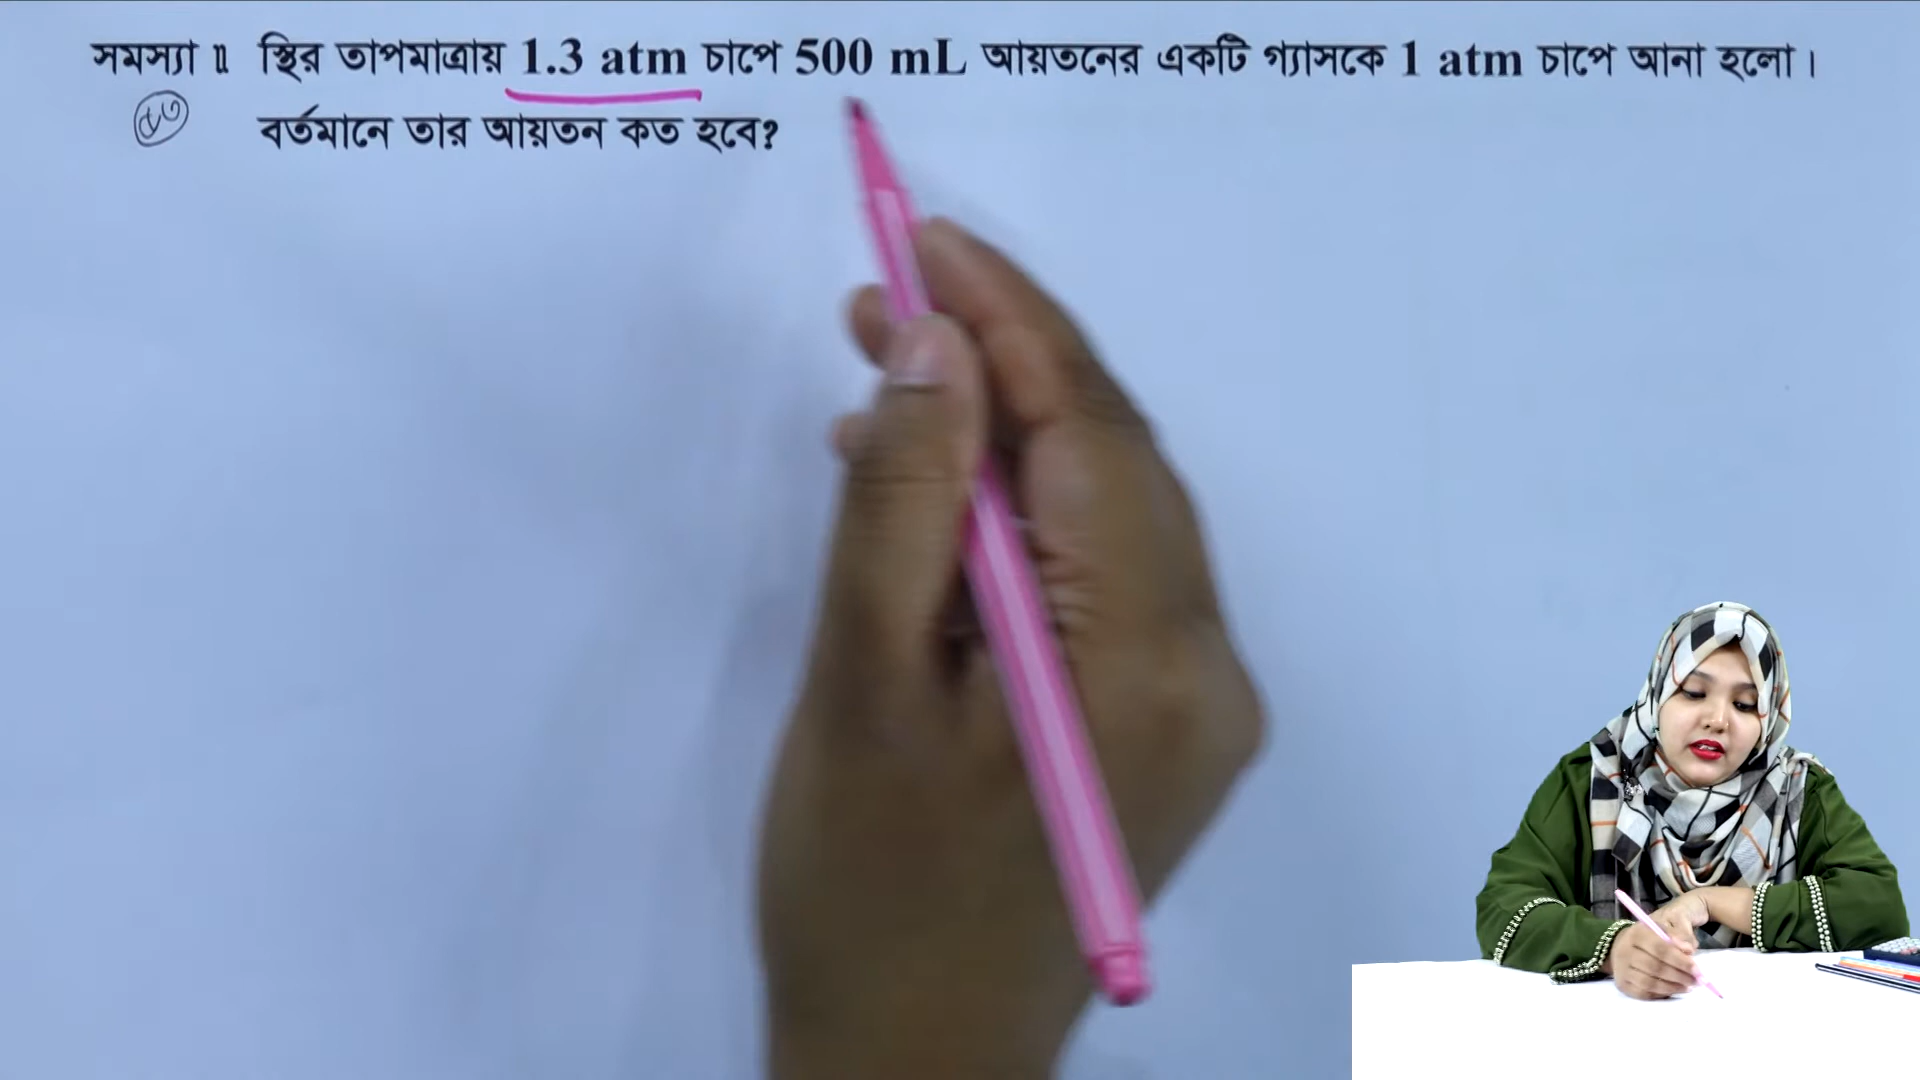 সমস্যা ॥ স্থির তাপমাত্রায় 1.3 atm চাপে 500 mL আয়তনের একটি গ্যাসকে 1 atm চাপে আনা হলো।
বর্তমানে তার আয়তন কত হবে?